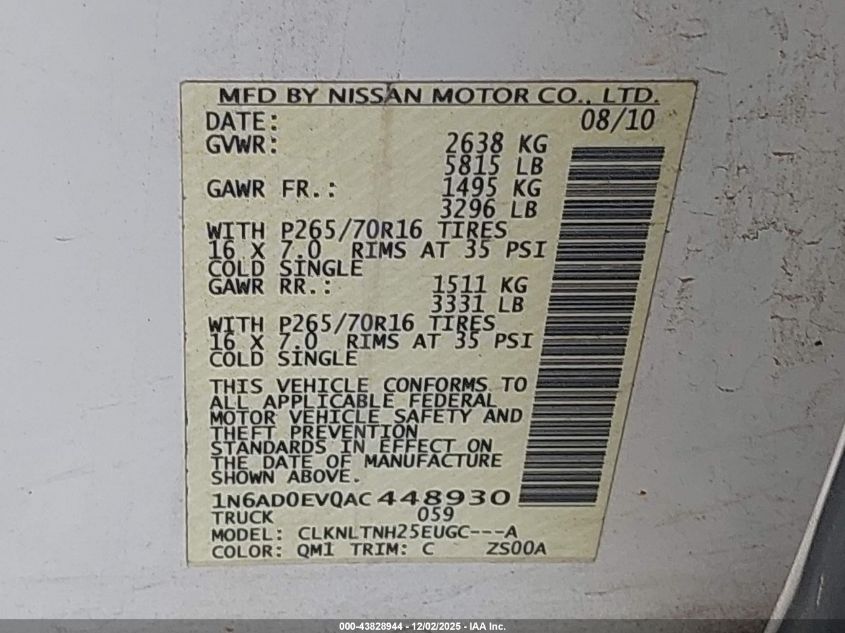 MFD BY NISSAN MOTOR CO., LTD.
DATE: 08/10
GVWR: 2638 KG
5815 LB
GAWR FR.: 1495 KG
3296 LB
WITH P265/70R16 TIRES
16 X 7.0 RIMS AT 35 PSI
COLD SINGLE
GAWR RR.: 1511 KG
3331 LB
WITH P265/70R16 TIRES
16 X 7.0 RIMS AT 35 PSI
COLD SINGLE
THIS VEHICLE CONFORMS TO
ALL APPLICABLE FEDERAL
MOTOR VEHICLE SAFETY AND
THEFT PREVENTION
STANDARDS IN EFFECT ON
THE DATE OF MANUFACTURE
SHOWN ABOVE.
1N6AD0EVQAC448930
TRUCK 059
MODEL: CLKNLTNH25EUGC---A
COLOR: QM1 TRIM: C ZS00A
000-43828944 - 12/02/2025 - IAA Inc.